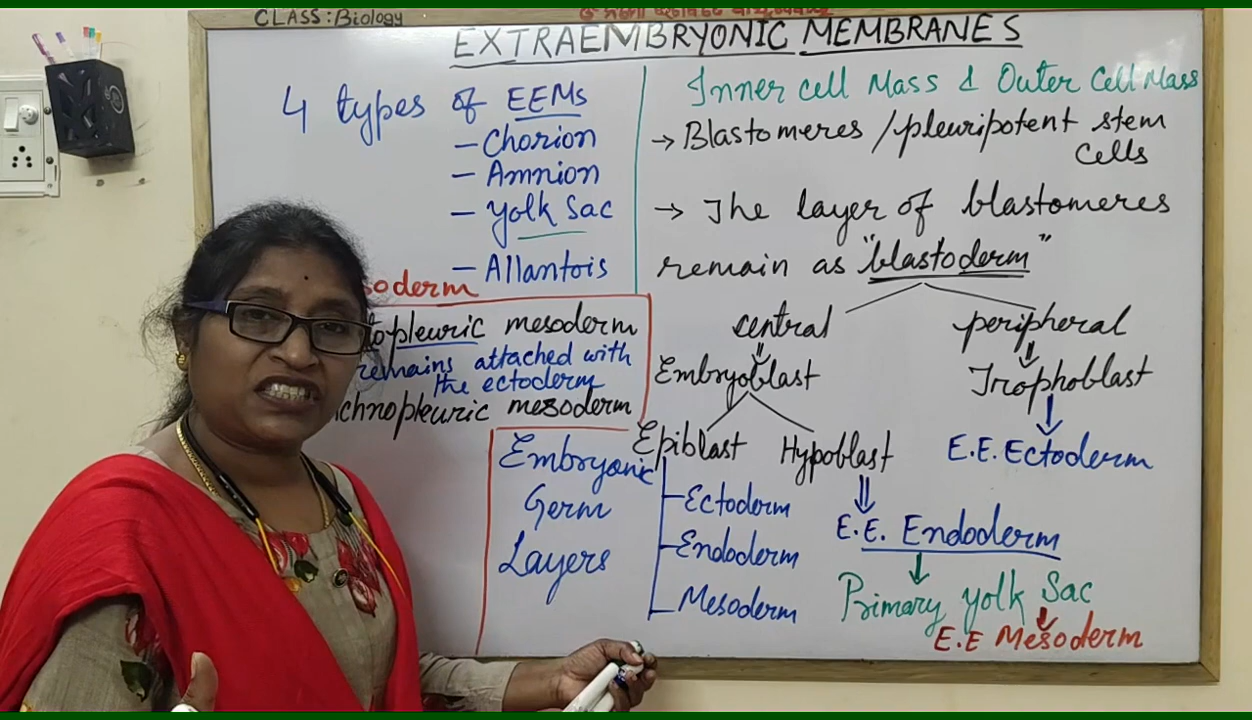 CLASS: Biology
EXTRAEMBRYONIC MEMBRANES
4 types of EEMs
- Chorion
- Amnion
- Yolk Sac
- Allantois
soderm
topleuric mesoderm
remains attached with
the ectoderm
chnopleuric mesoderm
Embryonic
Germ
Layers
Inner cell Mass & Outer Cell Mass
→ Blastomeres / pleuripotent stem
cells
→ The layer of blastomeres
remain as "blastoderm"
central peripheral
Embryoblast Trophoblast
Epiblast Hypoblast E.E. Ectoderm
Ectoderm
Endoderm
Mesoderm
E.E. Endoderm
Primary yolk Sac
E.E Mesoderm